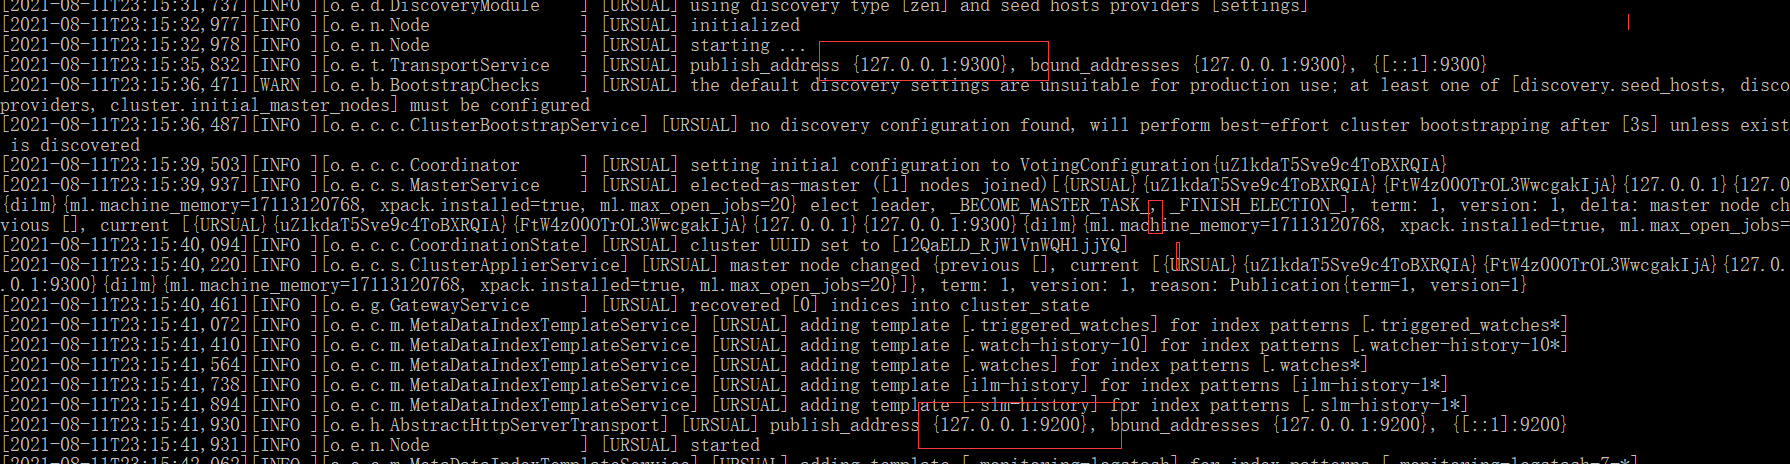 [2021-08-11T23:15:31,737][INFO ][o.e.d.DiscoveryModule    ] [URSUAL] using discovery type [zen] and seed hosts providers [settings]
[2021-08-11T23:15:32,977][INFO ][o.e.n.Node               ] [URSUAL] initialized
[2021-08-11T23:15:32,978][INFO ][o.e.n.Node               ] [URSUAL] starting ...
[2021-08-11T23:15:35,832][INFO ][o.e.t.TransportService   ] [URSUAL] publish_address {127.0.0.1:9300}, bound_addresses {127.0.0.1:9300}, {[::1]:9300}
[2021-08-11T23:15:36,471][WARN ][o.e.b.BootstrapChecks    ] [URSUAL] the default discovery settings are unsuitable for production use; at least one of [discovery.seed_hosts, disco
providers, cluster.initial_master_nodes] must be configured
[2021-08-11T23:15:36,487][INFO ][o.e.c.c.ClusterBootstrapService] [URSUAL] no discovery configuration found, will perform best-effort cluster bootstrapping after [3s] unless exist
is discovered
[2021-08-11T23:15:39,503][INFO ][o.e.c.c.Coordinator      ] [URSUAL] setting initial configuration to VotingConfiguration{uZlkdaT5Sve9c4ToBXRQIA}
[2021-08-11T23:15:39,937][INFO ][o.e.c.s.MasterService    ] [URSUAL] elected-as-master ([1] nodes joined)[{URSUAL}{uZlkdaT5Sve9c4ToBXRQIA}{FtW4z0OOTrOL3WwcgakIjA}{127.0.0.1}{127.0
{dilm}{ml.machine_memory=17113120768, xpack.installed=true, ml.max_open_jobs=20} elect leader, _BECOME_MASTER_TASK_, _FINISH_ELECTION_], term: 1, version: 1, delta: master node ch
vious [], current [{URSUAL}{uZlkdaT5Sve9c4ToBXRQIA}{FtW4z0OOTrOL3WwcgakIjA}{127.0.0.1}{127.0.0.1:9300}{dilm}{ml.machine_memory=17113120768, xpack.installed=true, ml.max_open_jobs=
[2021-08-11T23:15:40,094][INFO ][o.e.c.c.CoordinationState] [URSUAL] cluster UUID set to [12QaELD_RjW1VnWQHljjYQ]
[2021-08-11T23:15:40,220][INFO ][o.e.c.s.ClusterApplierService] [URSUAL] master node changed {previous [], current [{URSUAL}{uZlkdaT5Sve9c4ToBXRQIA}{FtW4z0OOTrOL3WwcgakIjA}{127.0.
.0.1:9300}{dilm}{ml.machine_memory=17113120768, xpack.installed=true, ml.max_open_jobs=20}]}, term: 1, version: 1, reason: Publication{term=1, version=1}
[2021-08-11T23:15:40,461][INFO ][o.e.g.GatewayService     ] [URSUAL] recovered [0] indices into cluster_state
[2021-08-11T23:15:41,072][INFO ][o.e.c.m.MetaDataIndexTemplateService] [URSUAL] adding template [.triggered_watches] for index patterns [.triggered_watches*]
[2021-08-11T23:15:41,410][INFO ][o.e.c.m.MetaDataIndexTemplateService] [URSUAL] adding template [.watch-history-10] for index patterns [.watcher-history-10*]
[2021-08-11T23:15:41,564][INFO ][o.e.c.m.MetaDataIndexTemplateService] [URSUAL] adding template [.watches] for index patterns [.watches*]
[2021-08-11T23:15:41,738][INFO ][o.e.c.m.MetaDataIndexTemplateService] [URSUAL] adding template [ilm-history] for index patterns [ilm-history-1*]
[2021-08-11T23:15:41,894][INFO ][o.e.c.m.MetaDataIndexTemplateService] [URSUAL] adding template [.slm-history] for index patterns [.slm-history-1*]
[2021-08-11T23:15:41,930][INFO ][o.e.h.AbstractHttpServerTransport] [URSUAL] publish_address {127.0.0.1:9200}, bound_addresses {127.0.0.1:9200}, {[::1]:9200}
[2021-08-11T23:15:41,931][INFO ][o.e.n.Node               ] [URSUAL] started